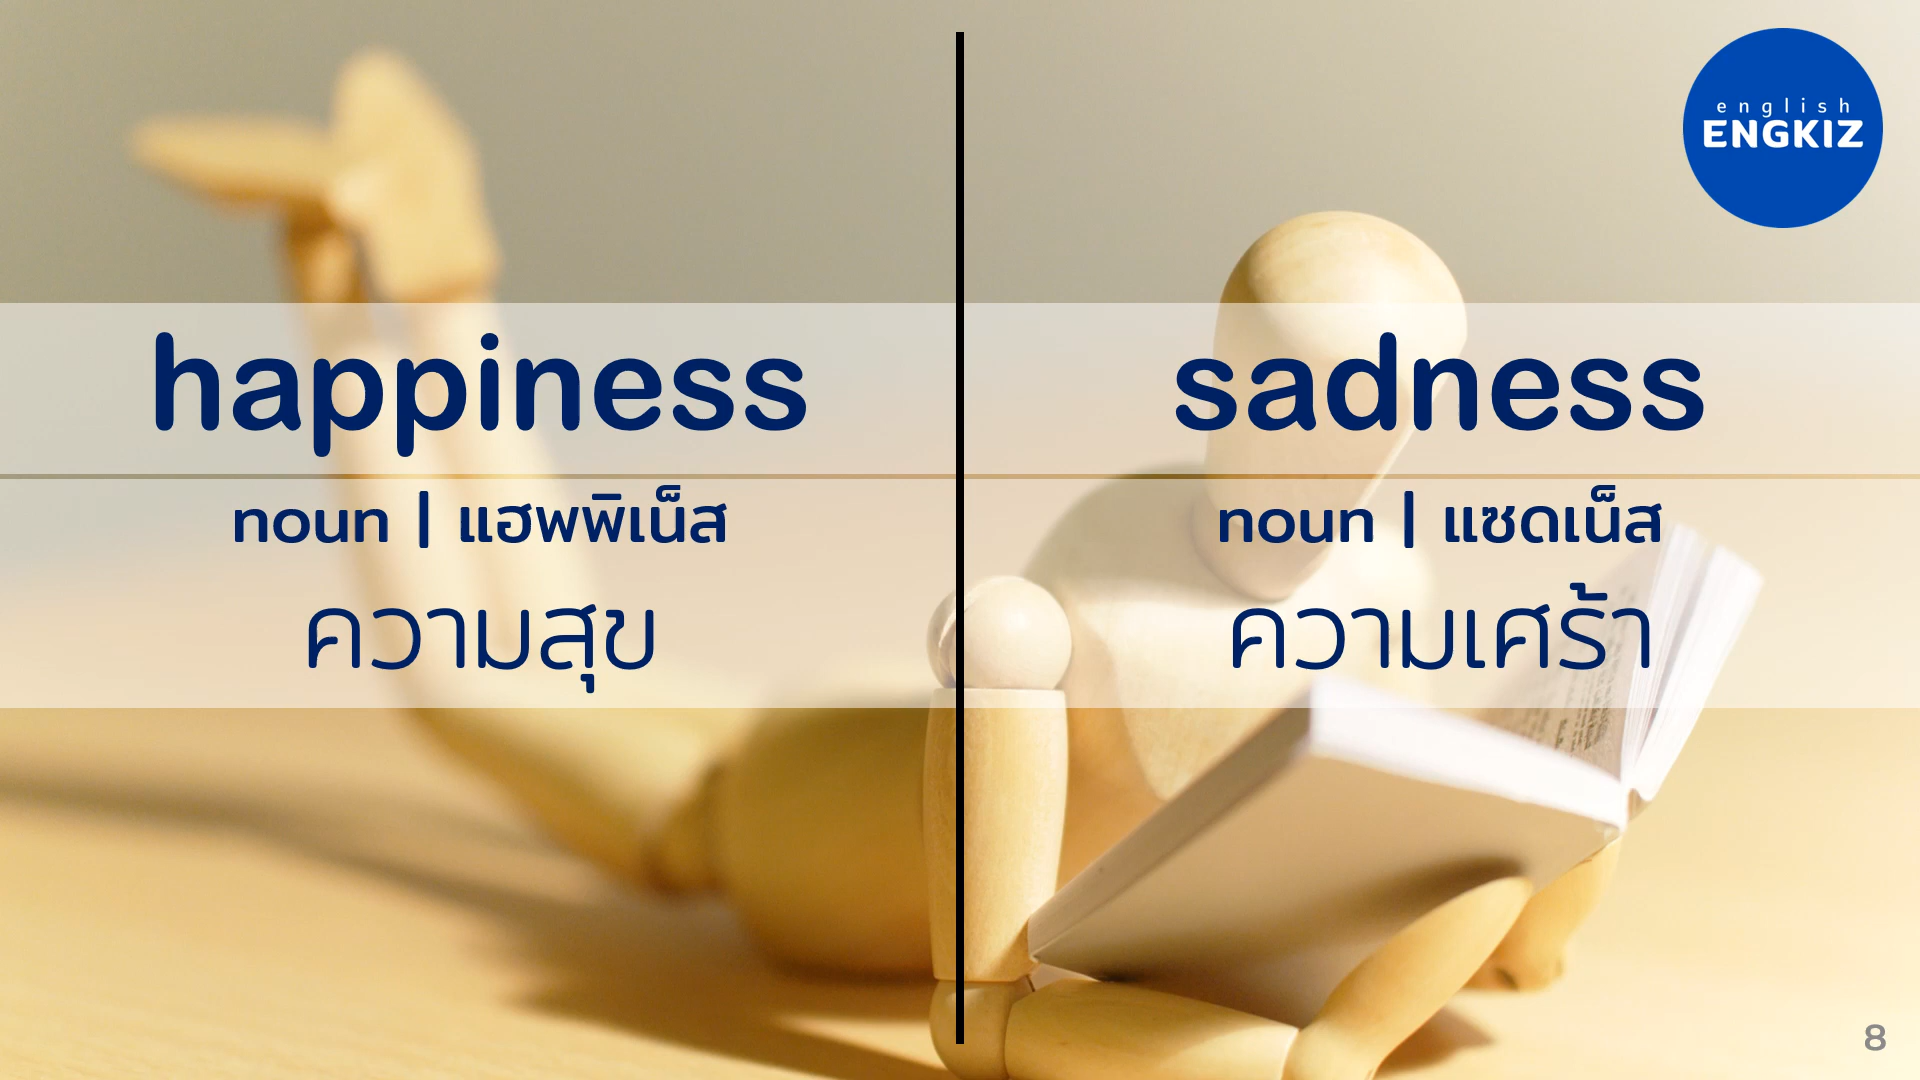 english
ENGKIZ
happiness
noun | แฮพพิเน็ส
ความสุข
sadness
noun | แซดเน็ส
ความเศร้า
8